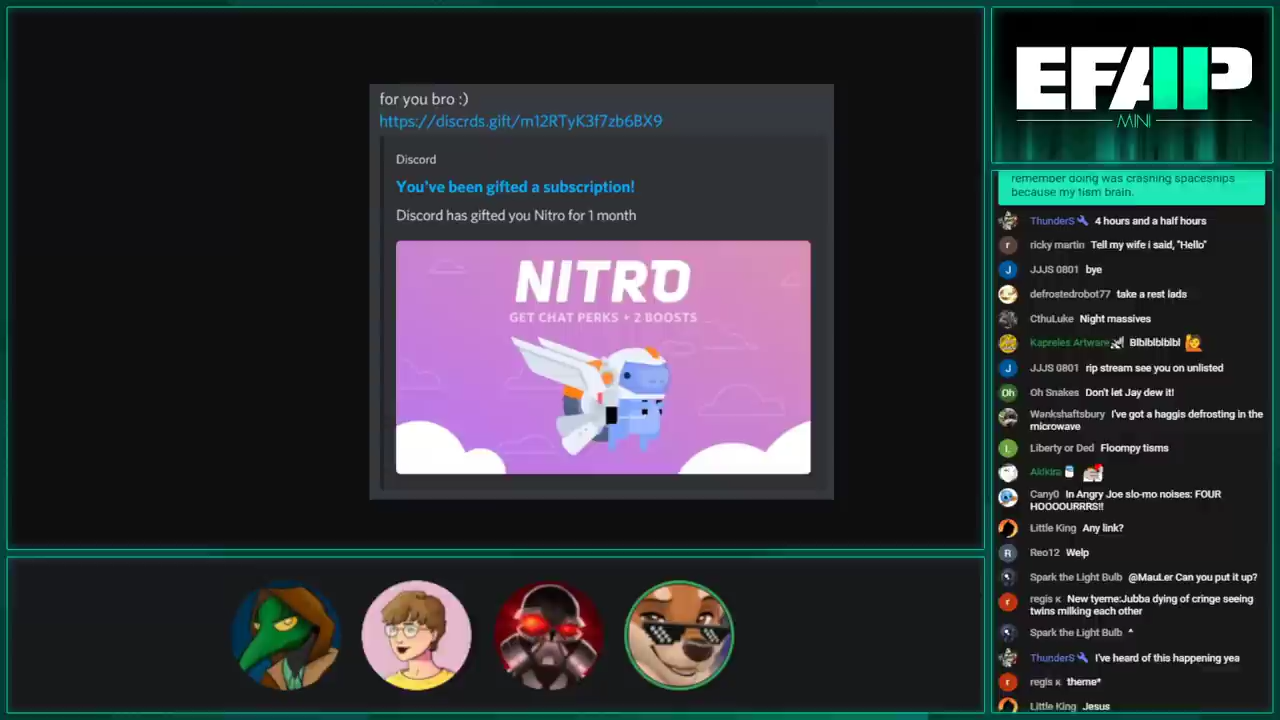 for you bro :)
https://discrds.gift/m12RTyK3f7zb6BX9
Discord
You've been gifted a subscription!
Discord has gifted you Nitro for 1 month
NITRO
GET CHAT PERKS + 2 BOOSTS
EFAP
MINI
remember doing was crashing spaceships
because my tism brain.
ThunderS 4 hours and a half hours
ricky martin Tell my wife i said, "Hello"
JJJS 0801 bye
defrostedrobot77 take a rest lads
CthuLuke Night massives
Kapreles Artware Blblblblblbl
JJJS 0801 rip stream see you on unlisted
Oh Oh Snakes Don't let Jay dew it!
Wankshaftsbury I've got a haggis defrosting in the
microwave
L Liberty or Ded Floompy tisms
Akikira
Cany0 In Angry Joe slo-mo noises: FOUR
HOOOOURRRS!!
Little King Any link?
R Reo12 Welp
Spark the Light Bulb @MauLer Can you put it up?
r regis ĸ New tyeme:Jubba dying of cringe seeing
twins milking each other
Spark the Light Bulb ^
ThunderS I've heard of this happening yea
r regis ĸ theme*
Little King Jesus